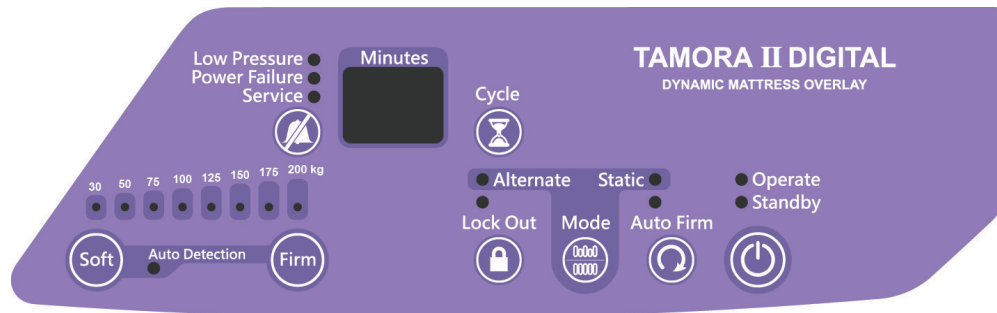 TAMORA II DIGITAL
DYNAMIC MATTRESS OVERLAY
Low Pressure
Power Failure
Service
Minutes
Cycle
30 50 75 100 125 150 175 200 kg
Alternate Static
Operate
Standby
Lock Out Mode Auto Firm
Soft Auto Detection Firm